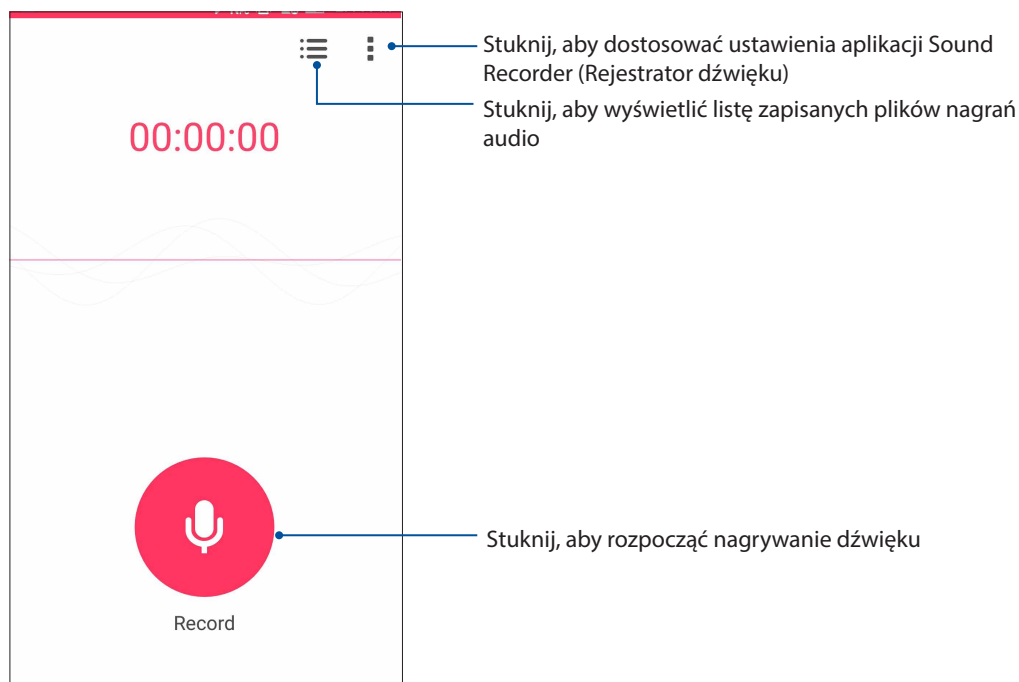 Stuknij, aby dostosować ustawienia aplikacji Sound
Recorder (Rejestrator dźwięku)
Stuknij, aby wyświetlić listę zapisanych plików nagrań
audio
00:00:00
Stuknij, aby rozpocząć nagrywanie dźwięku
Record